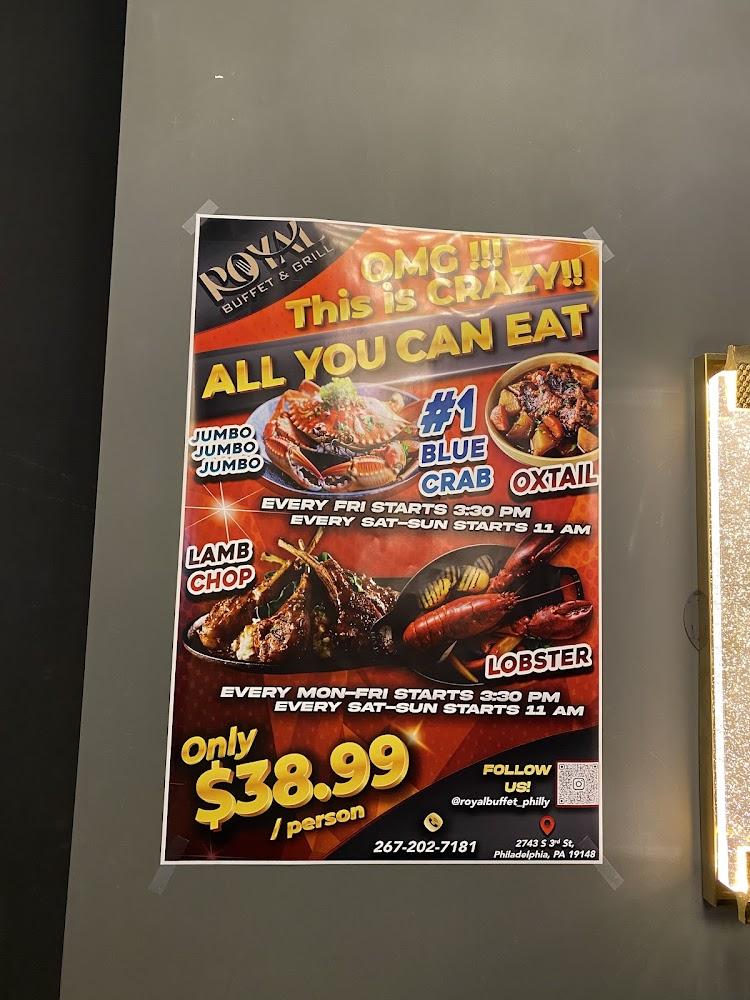 ROYAL
BUFFET & GRILL
OMG !!!
This is CRAZY!!
ALL YOU CAN EAT
JUMBO
JUMBO
JUMBO
#1
BLUE
CRAB
OXTAIL
EVERY FRI STARTS 3:30 PM
EVERY SAT-SUN STARTS 11 AM
LAMB
CHOP
LOBSTER
EVERY MON-FRI STARTS 3:30 PM
EVERY SAT-SUN STARTS 11 AM
Only
$38.99
/ person
FOLLOW
US!
@royalbuffet_philly
267-202-7181
2743 S 3rd St,
Philadelphia, PA 19148